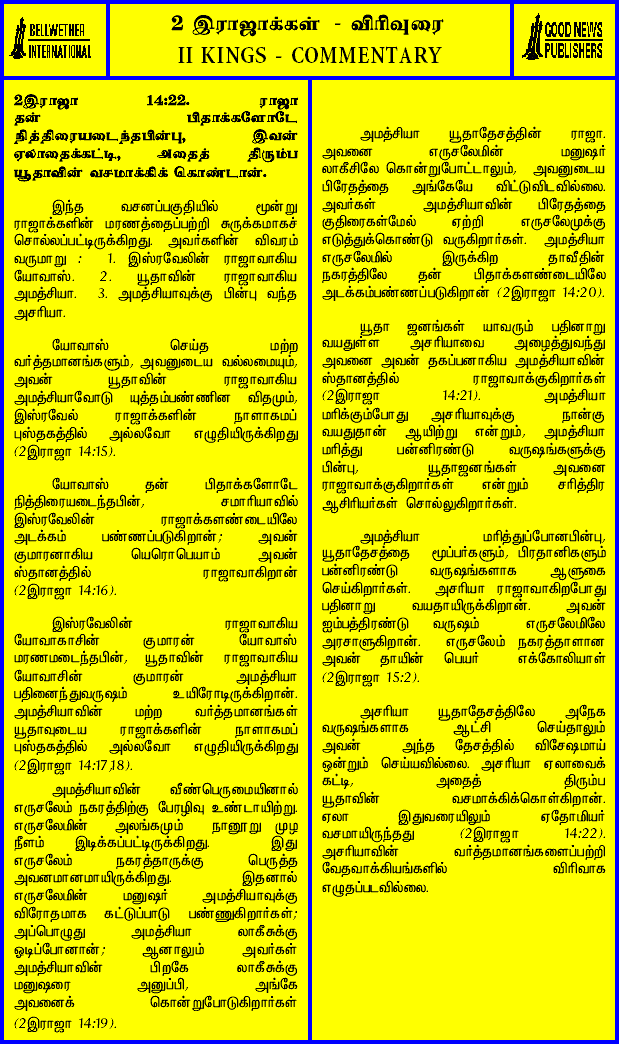 BELLWETHER
INTERNATIONAL
2 இராஜாக்கள் - விரிவுரை
II KINGS - COMMENTARY
GOOD NEWS
PUBLISHERS
2இராஜா 14:22. ராஜா
தன் பிதாக்களோடே
நித்திரையடைந்தபின்பு, இவன்
ஏலாதைக்கட்டி, அதைத் திரும்ப
யூதாவின் வசமாக்கிக் கொண்டான்.
இந்த வசனப்பகுதியில் மூன்று
ராஜாக்களின் மரணத்தைப்பற்றி சுருக்கமாகச்
சொல்லப்பட்டிருக்கிறது. அவர்களின் விவரம்
வருமாறு : 1. இஸ்ரவேலின் ராஜாவாகிய
யோவாஸ். 2. யூதாவின் ராஜாவாகிய
அமத்சியா. 3. அமத்சியாவுக்கு பின்பு வந்த
அசரியா.
யோவாஸ் செய்த மற்ற
வர்த்தமானங்களும், அவனுடைய வல்லமையும்,
அவன் யூதாவின் ராஜாவாகிய
அமத்சியாவோடு யுத்தம்பண்ணின விதமும்,
இஸ்ரவேல் ராஜாக்களின் நாளாகமப்
புஸ்தகத்தில் அல்லவோ எழுதியிருக்கிறது
(2இராஜா 14:15).
யோவாஸ் தன் பிதாக்களோடே
நித்திரையடைந்தபின், சமாரியாவில்
இஸ்ரவேலின் ராஜாக்களண்டையிலே
அடக்கம் பண்ணப்படுகிறான்; அவன்
குமாரனாகிய யெரொபெயாம் அவன்
ஸ்தானத்தில் ராஜாவாகிறான்
(2இராஜா 14:16).
இஸ்ரவேலின் ராஜாவாகிய
யோவாகாசின் குமாரன் யோவாஸ்
மரணமடைந்தபின், யூதாவின் ராஜாவாகிய
யோவாசின் குமாரன் அமத்சியா
பதினைந்துவருஷம் உயிரோடிருக்கிறான்.
அமத்சியாவின் மற்ற வர்த்தமானங்கள்
யூதாவுடைய ராஜாக்களின் நாளாகமப்
புஸ்தகத்தில் அல்லவோ எழுதியிருக்கிறது
(2இராஜா 14:17,18).
அமத்சியாவின் வீண்பெருமையினால்
எருசலேம் நகரத்திற்கு பேரழிவு உண்டாயிற்று.
எருசலேமின் அலங்கமும் நானூறு முழ
நீளம் இடிக்கப்பட்டிருக்கிறது. இது
எருசலேம் நகரத்தாருக்கு பெருத்த
அவனமானமாயிருக்கிறது. இதனால்
எருசலேமின் மனுஷர் அமத்சியாவுக்கு
விரோதமாக கட்டுப்பாடு பண்ணுகிறார்கள்;
அப்பொழுது அமத்சியா லாகீசுக்கு
ஓடிப்போனான்; ஆனாலும் அவர்கள்
அமத்சியாவின் பிறகே லாகீசுக்கு
மனுஷரை அனுப்பி, அங்கே
அவனைக் கொன்றுபோடுகிறார்கள்
(2இராஜா 14:19).
அமத்சியா யூதாதேசத்தின் ராஜா.
அவனை எருசலேமின் மனுஷர்
லாகீசிலே கொன்றுபோட்டாலும், அவனுடைய
பிரேதத்தை அங்கேயே விட்டுவிடவில்லை.
அவர்கள் அமத்சியாவின் பிரேதத்தை
குதிரைகள்மேல் ஏற்றி எருசலேமுக்கு
எடுத்துக்கொண்டு வருகிறார்கள். அமத்சியா
எருசலேமில் இருக்கிற தாவீதின்
நகரத்திலே தன் பிதாக்களண்டையிலே
அடக்கம்பண்ணப்படுகிறான் (2இராஜா 14:20).
யூதா ஜனங்கள் யாவரும் பதினாறு
வயதுள்ள அசரியாவை அழைத்துவந்து
அவனை அவன் தகப்பனாகிய அமத்சியாவின்
ஸ்தானத்தில் ராஜாவாக்குகிறார்கள்
(2இராஜா 14:21). அமத்சியா
மரிக்கும்போது அசரியாவுக்கு நான்கு
வயதுதான் ஆயிற்று என்றும், அமத்சியா
மரித்து பன்னிரண்டு வருஷங்களுக்கு
பின்பு, யூதாஜனங்கள் அவனை
ராஜாவாக்குகிறார்கள் என்றும் சரித்திர
ஆசிரியர்கள் சொல்லுகிறார்கள்.
அமத்சியா மரித்துப்போனபின்பு,
யூதாதேசத்தை மூப்பர்களும், பிரதானிகளும்
பன்னிரண்டு வருஷங்களாக ஆளுகை
செய்கிறார்கள். அசரியா ராஜாவாகிறபோது
பதினாறு வயதாயிருக்கிறான். அவன்
ஐம்பத்திரண்டு வருஷம் எருசலேமிலே
அரசாளுகிறான். எருசலேம் நகரத்தாளான
அவன் தாயின் பெயர் எக்கோலியாள்
(2இராஜா 15:2).
அசரியா யூதாதேசத்திலே அநேக
வருஷங்களாக ஆட்சி செய்தாலும்
அவன் அந்த தேசத்தில் விசேஷமாய்
ஒன்றும் செய்யவில்லை. அசரியா ஏலாவைக்
கட்டி, அதைத் திரும்ப
யூதாவின் வசமாக்கிக்கொள்கிறான்.
ஏலா இதுவரையிலும் ஏதோமியர்
வசமாயிருந்தது (2இராஜா 14:22).
அசரியாவின் வர்த்தமானங்களைப்பற்றி
வேதவாக்கியங்களில் விரிவாக
எழுதப்படவில்லை.